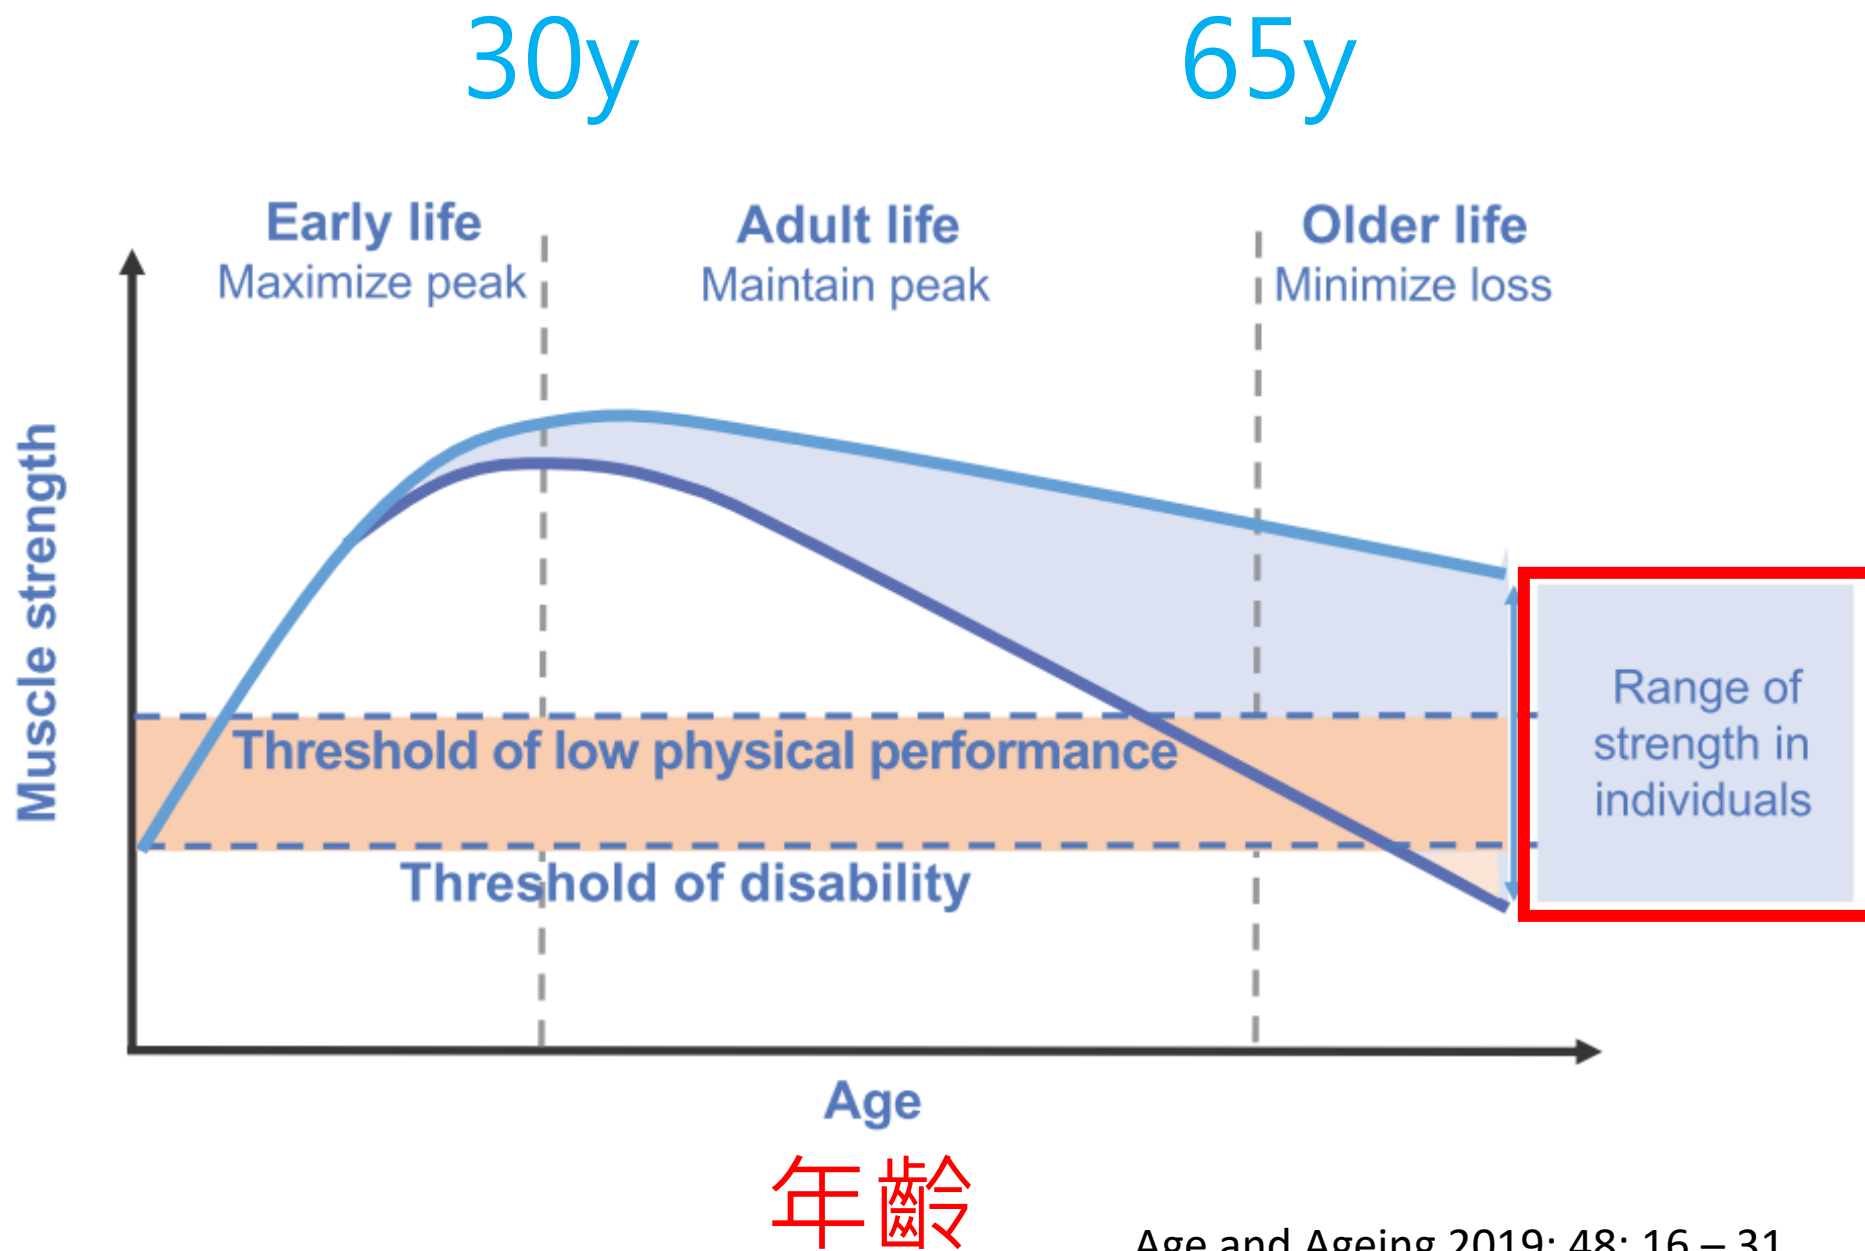 30y
65y
Early life
Maximize peak
Adult life
Maintain peak
Older life
Minimize loss
Muscle strength
Threshold of low physical performance
Threshold of disability
Range of
strength in
individuals
Age
年齡
Age and Ageing 2019; 48: 16 – 31